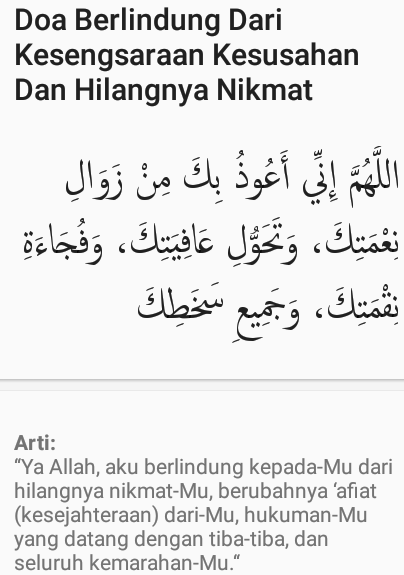 Doa Berlindung Dari
Kesengsaraan Kesusahan
Dan Hilangnya Nikmat
اللَّهُمَّ إِنِّي أَعُوذُ بِكَ مِنْ زَوَالِ
نِعْمَتِكَ، وَتَحَوُّلِ عَافِيَتِكَ، وَفُجَاءَةِ
نِقْمَتِكَ، وَجَمِيعِ سَخَطِكَ
Arti:
“Ya Allah, aku berlindung kepada-Mu dari
hilangnya nikmat-Mu, berubahnya ‘afiat
(kesejahteraan) dari-Mu, hukuman-Mu
yang datang dengan tiba-tiba, dan
seluruh kemarahan-Mu.“